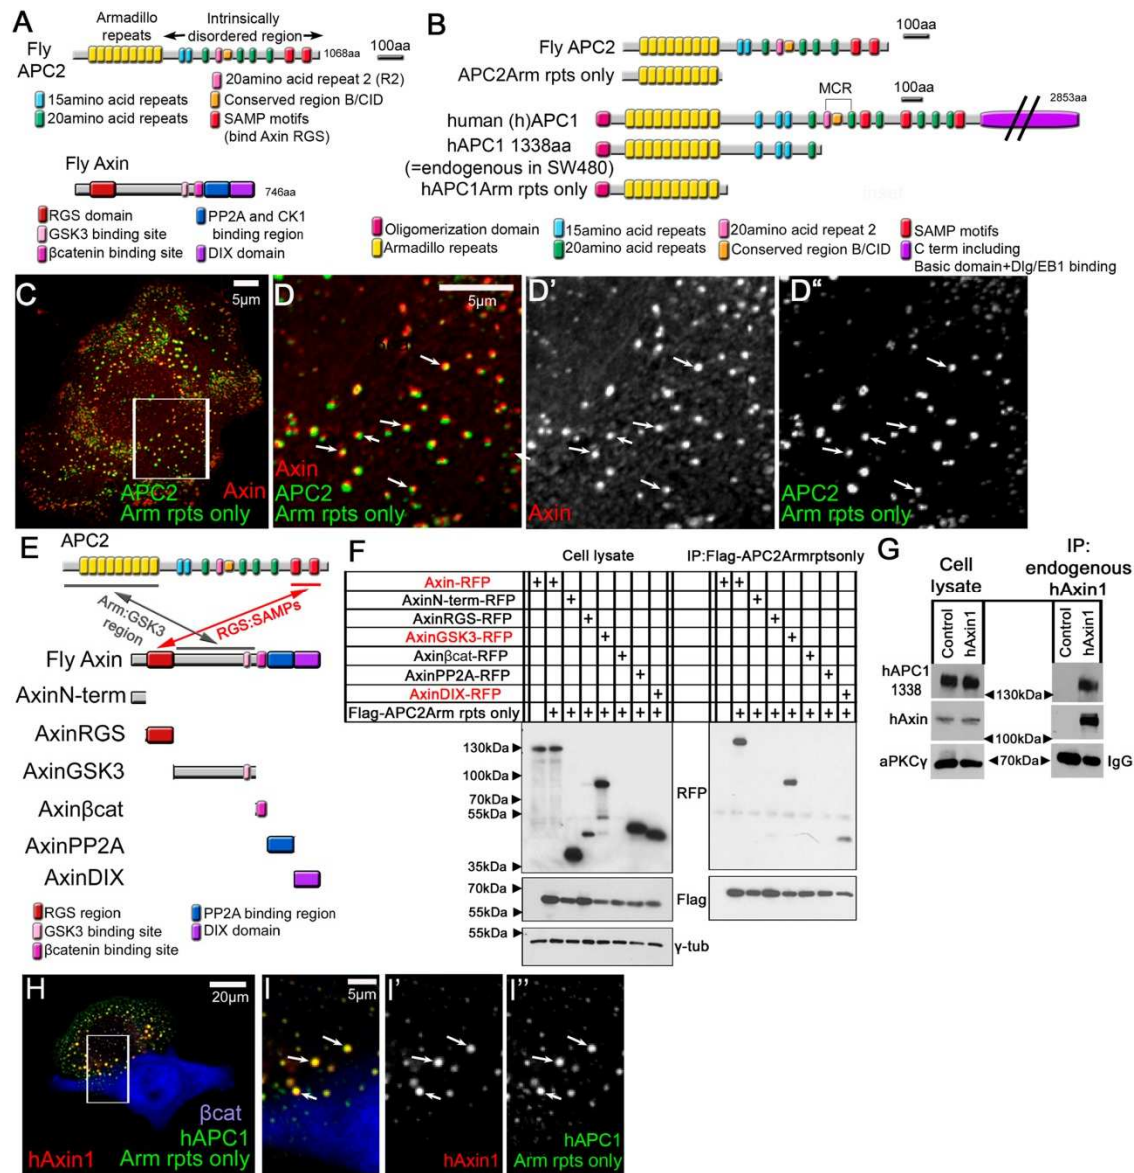 A
Armadillo repeats
Intrinsically disordered region
Fly APC2
1068aa
100aa
20amino acid repeat 2 (R2)
15amino acid repeats
Conserved region B/CID
20amino acid repeats
SAMP motifs
(bind Axin RGS)
Fly Axin
746aa
RGS domain
PP2A and CK1 binding region
GSK3 binding site
βcatenin binding site
DIX domain
B
100aa
Fly APC2
APC2Arm rpts only
MCR
100aa
2853aa
human (h)APC1
hAPC1 1338aa
(=endogenous in SW480)
hAPC1Arm rpts only
Oligomerization domain
15amino acid repeats
20amino acid repeat 2
SAMP motifs
Armadillo repeats
20amino acid repeats
Conserved region B/CID
C term including
Basic domain+Dlg/EB1 binding
C
5µm
APC2
Arm rpts only
Axin
D
5µm
Axin
APC2
Arm rpts only
D'
Axin
D"
APC2
Arm rpts only
E
APC2
Arm:GSK3 region
RGS:SAMPs
Fly Axin
AxinN-term
AxinRGS
AxinGSK3
Axinβcat
AxinPP2A
AxinDIX
RGS region
PP2A binding region
GSK3 binding site
DIX domain
βcatenin binding site
F
Cell lysate
IP:Flag-APC2Armrptsonly
Axin-RFP + + + +
AxinN-term-RFP + +
AxinRGS-RFP + +
AxinGSK3-RFP + +
Axinβcat-RFP + +
AxinPP2A-RFP + +
AxinDIX-RFP + +
Flag-APC2Arm rpts only + + + + + + + + + + + + + +
130kDa
100kDa
70kDa
55kDa
35kDa
RFP
70kDa
55kDa
Flag
55kDa
γ-tub
G
Cell lysate
IP: endogenous hAxin1
Control
hAxin1
Control
hAxin1
hAPC1 1338
130kDa
hAxin
100kDa
aPKCγ
70kDa
IgG
H
20µm
βcat
hAPC1
hAxin1
Arm rpts only
I
5µm
I'
hAxin1
I"
hAPC1
Arm rpts only